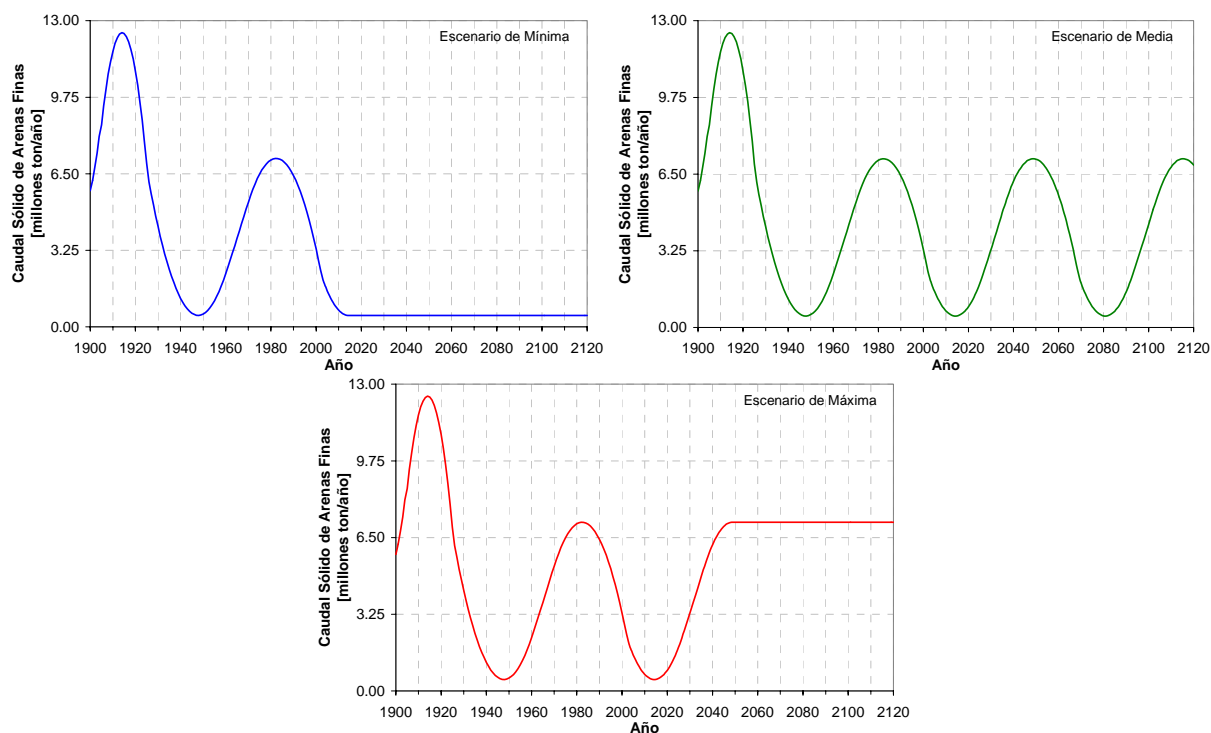 Escenario de Mínima
Caudal Sólido de Arenas Finas
[millones ton/año]
13.00
9.75
6.50
3.25
0.00
1900 1920 1940 1960 1980 2000 2020 2040 2060 2080 2100 2120
Año
Escenario de Media
Caudal Sólido de Arenas Finas
[millones ton/año]
13.00
9.75
6.50
3.25
0.00
1900 1920 1940 1960 1980 2000 2020 2040 2060 2080 2100 2120
Año
Escenario de Máxima
Caudal Sólido de Arenas Finas
[millones ton/año]
13.00
9.75
6.50
3.25
0.00
1900 1920 1940 1960 1980 2000 2020 2040 2060 2080 2100 2120
Año